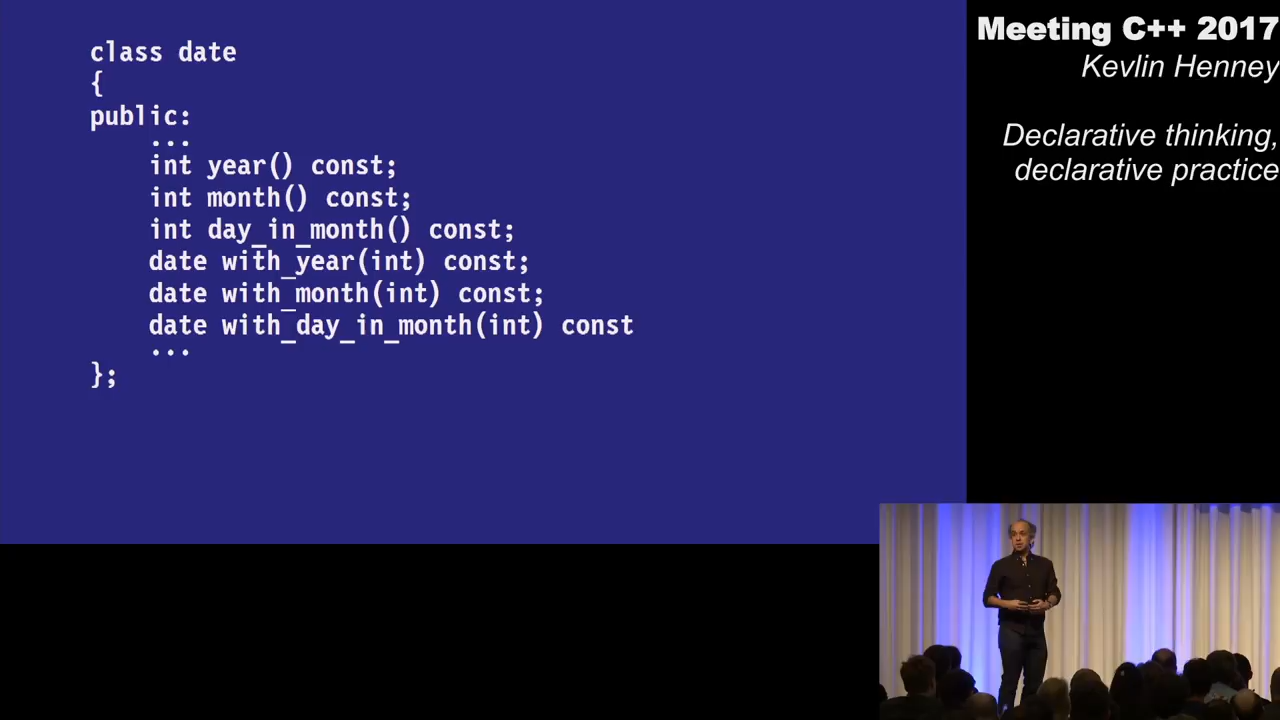 class date
{
public:
...
int year() const;
int month() const;
int day_in_month() const;
date with_year(int) const;
date with_month(int) const;
date with_day_in_month(int) const
...
};
Meeting C++ 2017
Kevlin Henney
Declarative thinking,
declarative practice